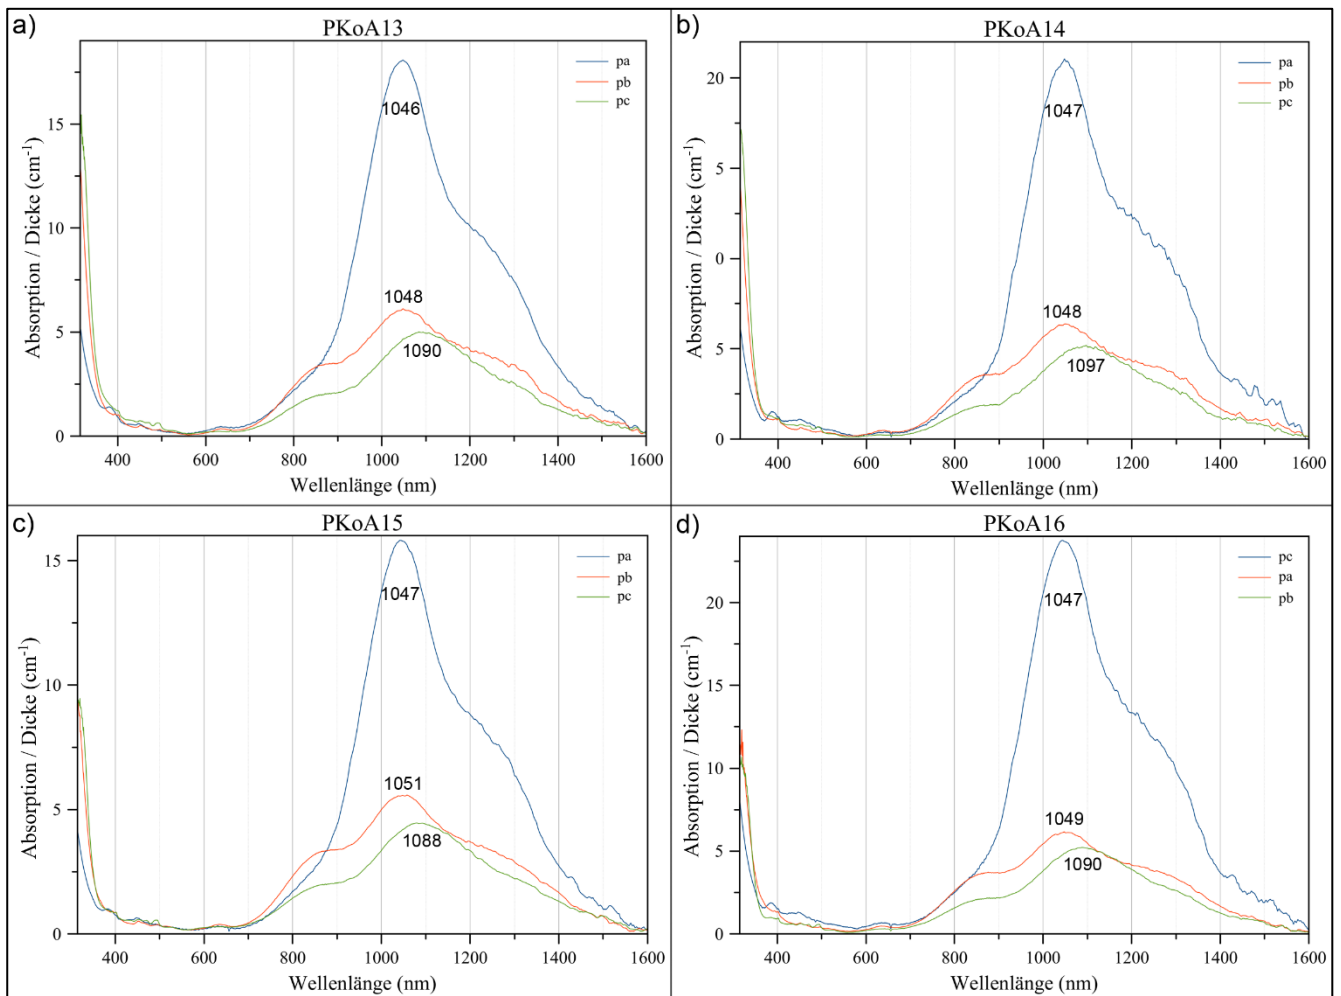 a)
PKoA13
pa
pb
pc
1046
1048
1090
15
10
5
0
400 600 800 1000 1200 1400 1600
Absorption / Dicke (cm⁻¹)
Wellenlänge (nm)
b)
PKoA14
pa
pb
pc
1047
1048
1097
20
5
0
5
0
400 600 800 1000 1200 1400 1600
Absorption / Dicke (cm⁻¹)
Wellenlänge (nm)
c)
PKoA15
pa
pb
pc
1047
1051
1088
15
10
5
0
400 600 800 1000 1200 1400 1600
Absorption / Dicke (cm⁻¹)
Wellenlänge (nm)
d)
PKoA16
pc
pa
pb
1047
1049
1090
20
15
10
5
0
400 600 800 1000 1200 1400 1600
Absorption / Dicke (cm⁻¹)
Wellenlänge (nm)